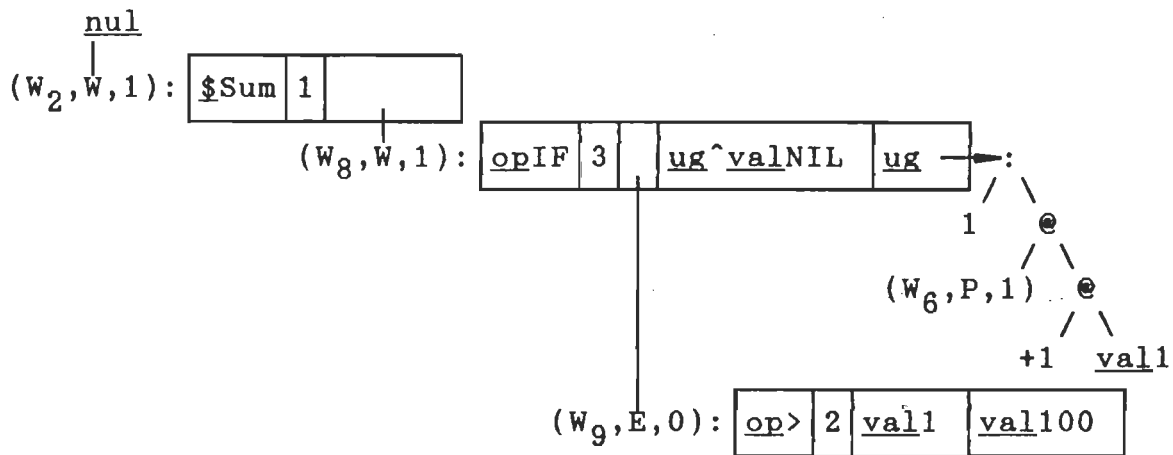 nul
(W2,W,1): $Sum 1
(W8,W,1): opIF 3 ug^valNIL ug :
1 @
(W6,P,1) @
+1 val1
(W9,E,0): op> 2 val1 val100